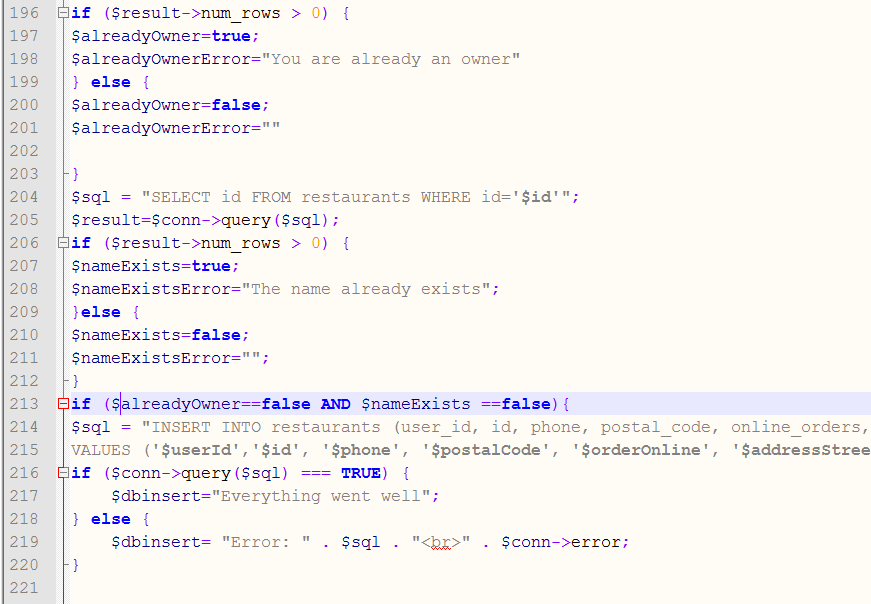 196 if ($result->num_rows > 0) {
197 $alreadyOwner=true;
198 $alreadyOwnerError="You are already an owner"
199 } else {
200 $alreadyOwner=false;
201 $alreadyOwnerError=""
202
203 }
204 $sql = "SELECT id FROM restaurants WHERE id='$id'";
205 $result=$conn->query($sql);
206 if ($result->num_rows > 0) {
207 $nameExists=true;
208 $nameExistsError="The name already exists";
209 }else {
210 $nameExists=false;
211 $nameExistsError="";
212 }
213 if ($alreadyOwner==false AND $nameExists ==false){
214 $sql = "INSERT INTO restaurants (user_id, id, phone, postal_code, online_orders,
215 VALUES ('$userId','$id', '$phone', '$postalCode', '$orderOnline', '$addressStree
216 if ($conn->query($sql) === TRUE) {
217 $dbinsert="Everything went well";
218 } else {
219 $dbinsert= "Error: " . $sql . "<br>" . $conn->error;
220 }
221